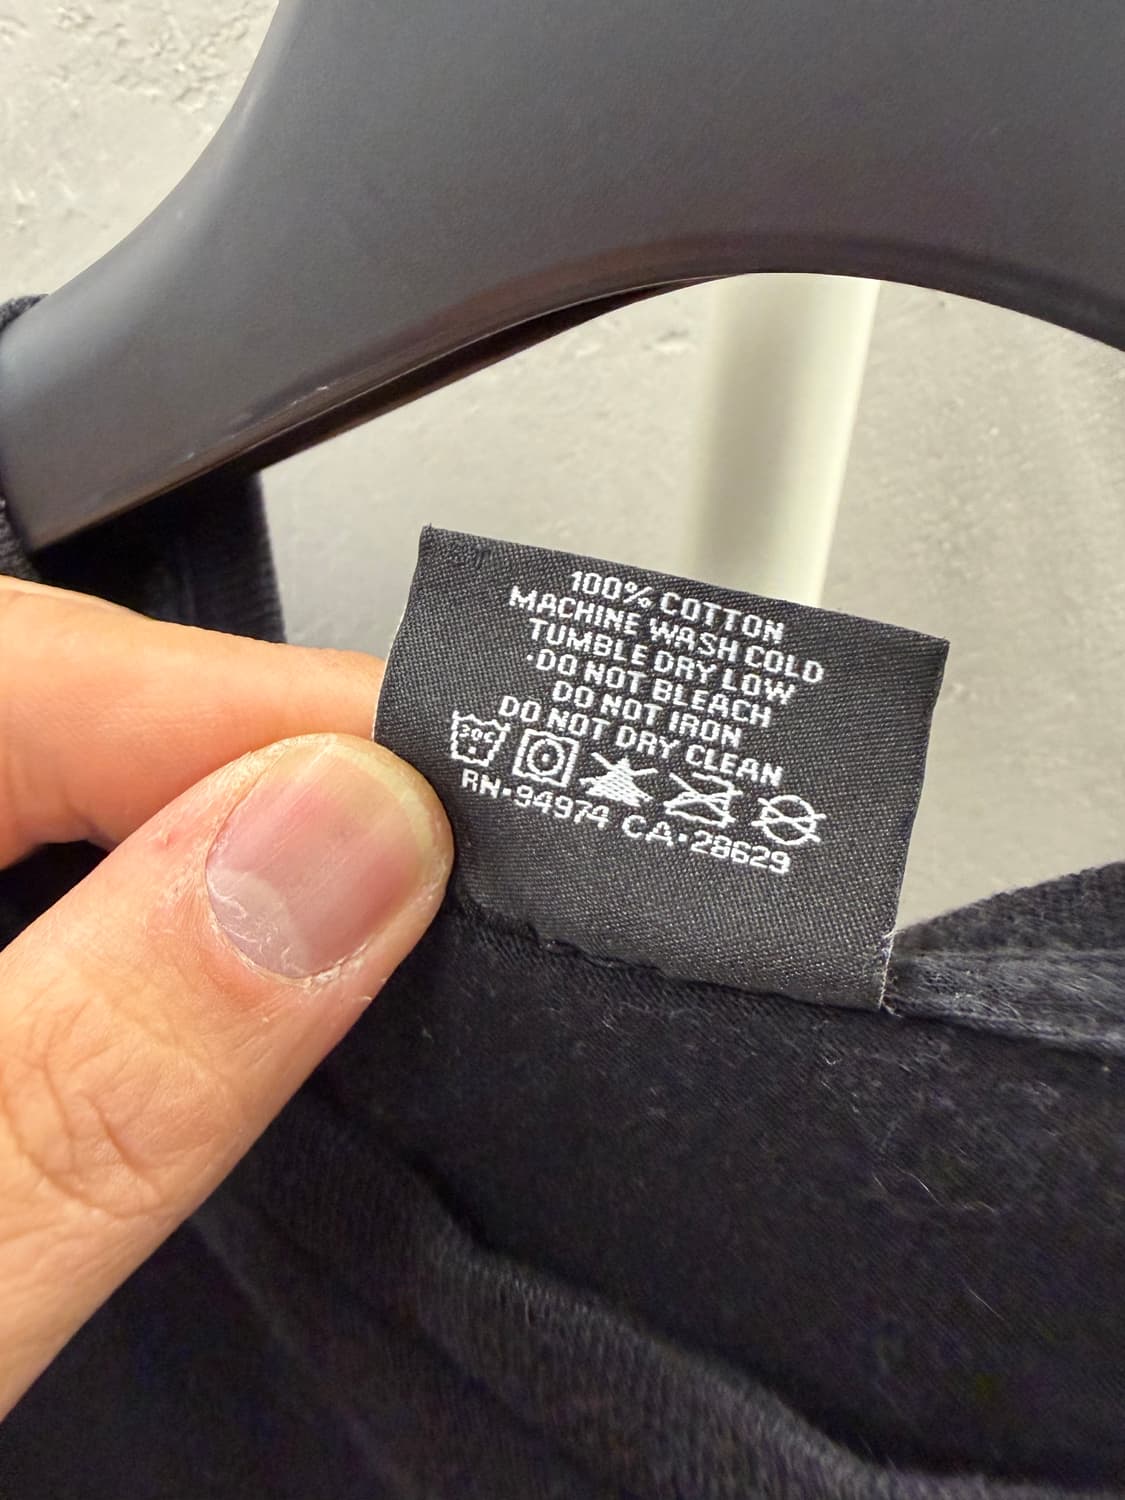 100% COTTON
MACHINE WASH COLD
TUMBLE DRY LOW
·DO NOT BLEACH
DO NOT IRON
DO NOT DRY CLEAN
30C
RN·94974 CA·28629